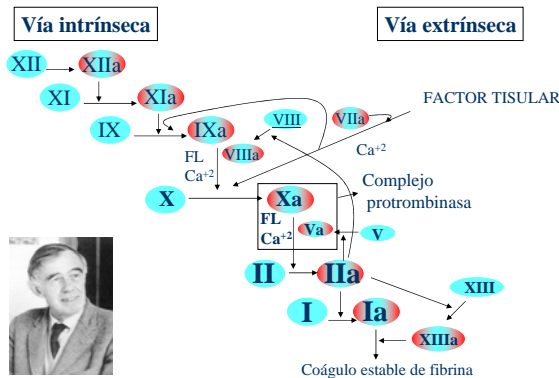 Vía intrínseca
Vía extrínseca
XII
XIIa
XI
XIa
FACTOR TISULAR
VIII
VIIa
IX
IXa
VIIIa
Ca+2
FL
Ca+2
Complejo
protrombinasa
X
Xa
FL
Ca+2
Va
V
II
IIa
XIII
I
Ia
XIIIa
Coágulo estable de fibrina